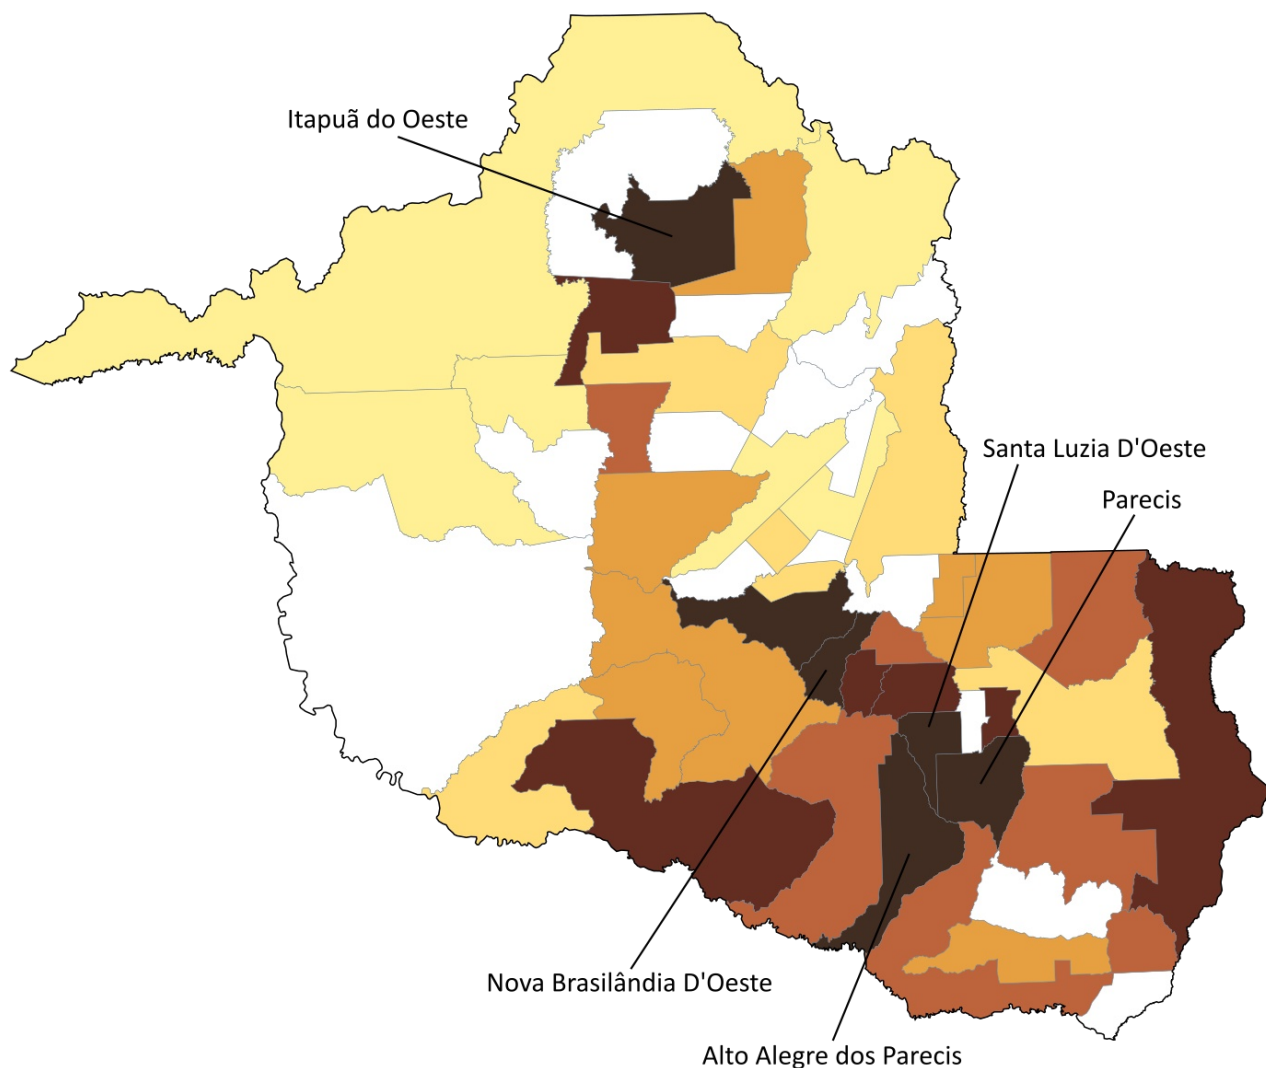 Itapuã do Oeste
Santa Luzia D'Oeste
Parecis
Nova Brasilândia D'Oeste
Alto Alegre dos Parecis